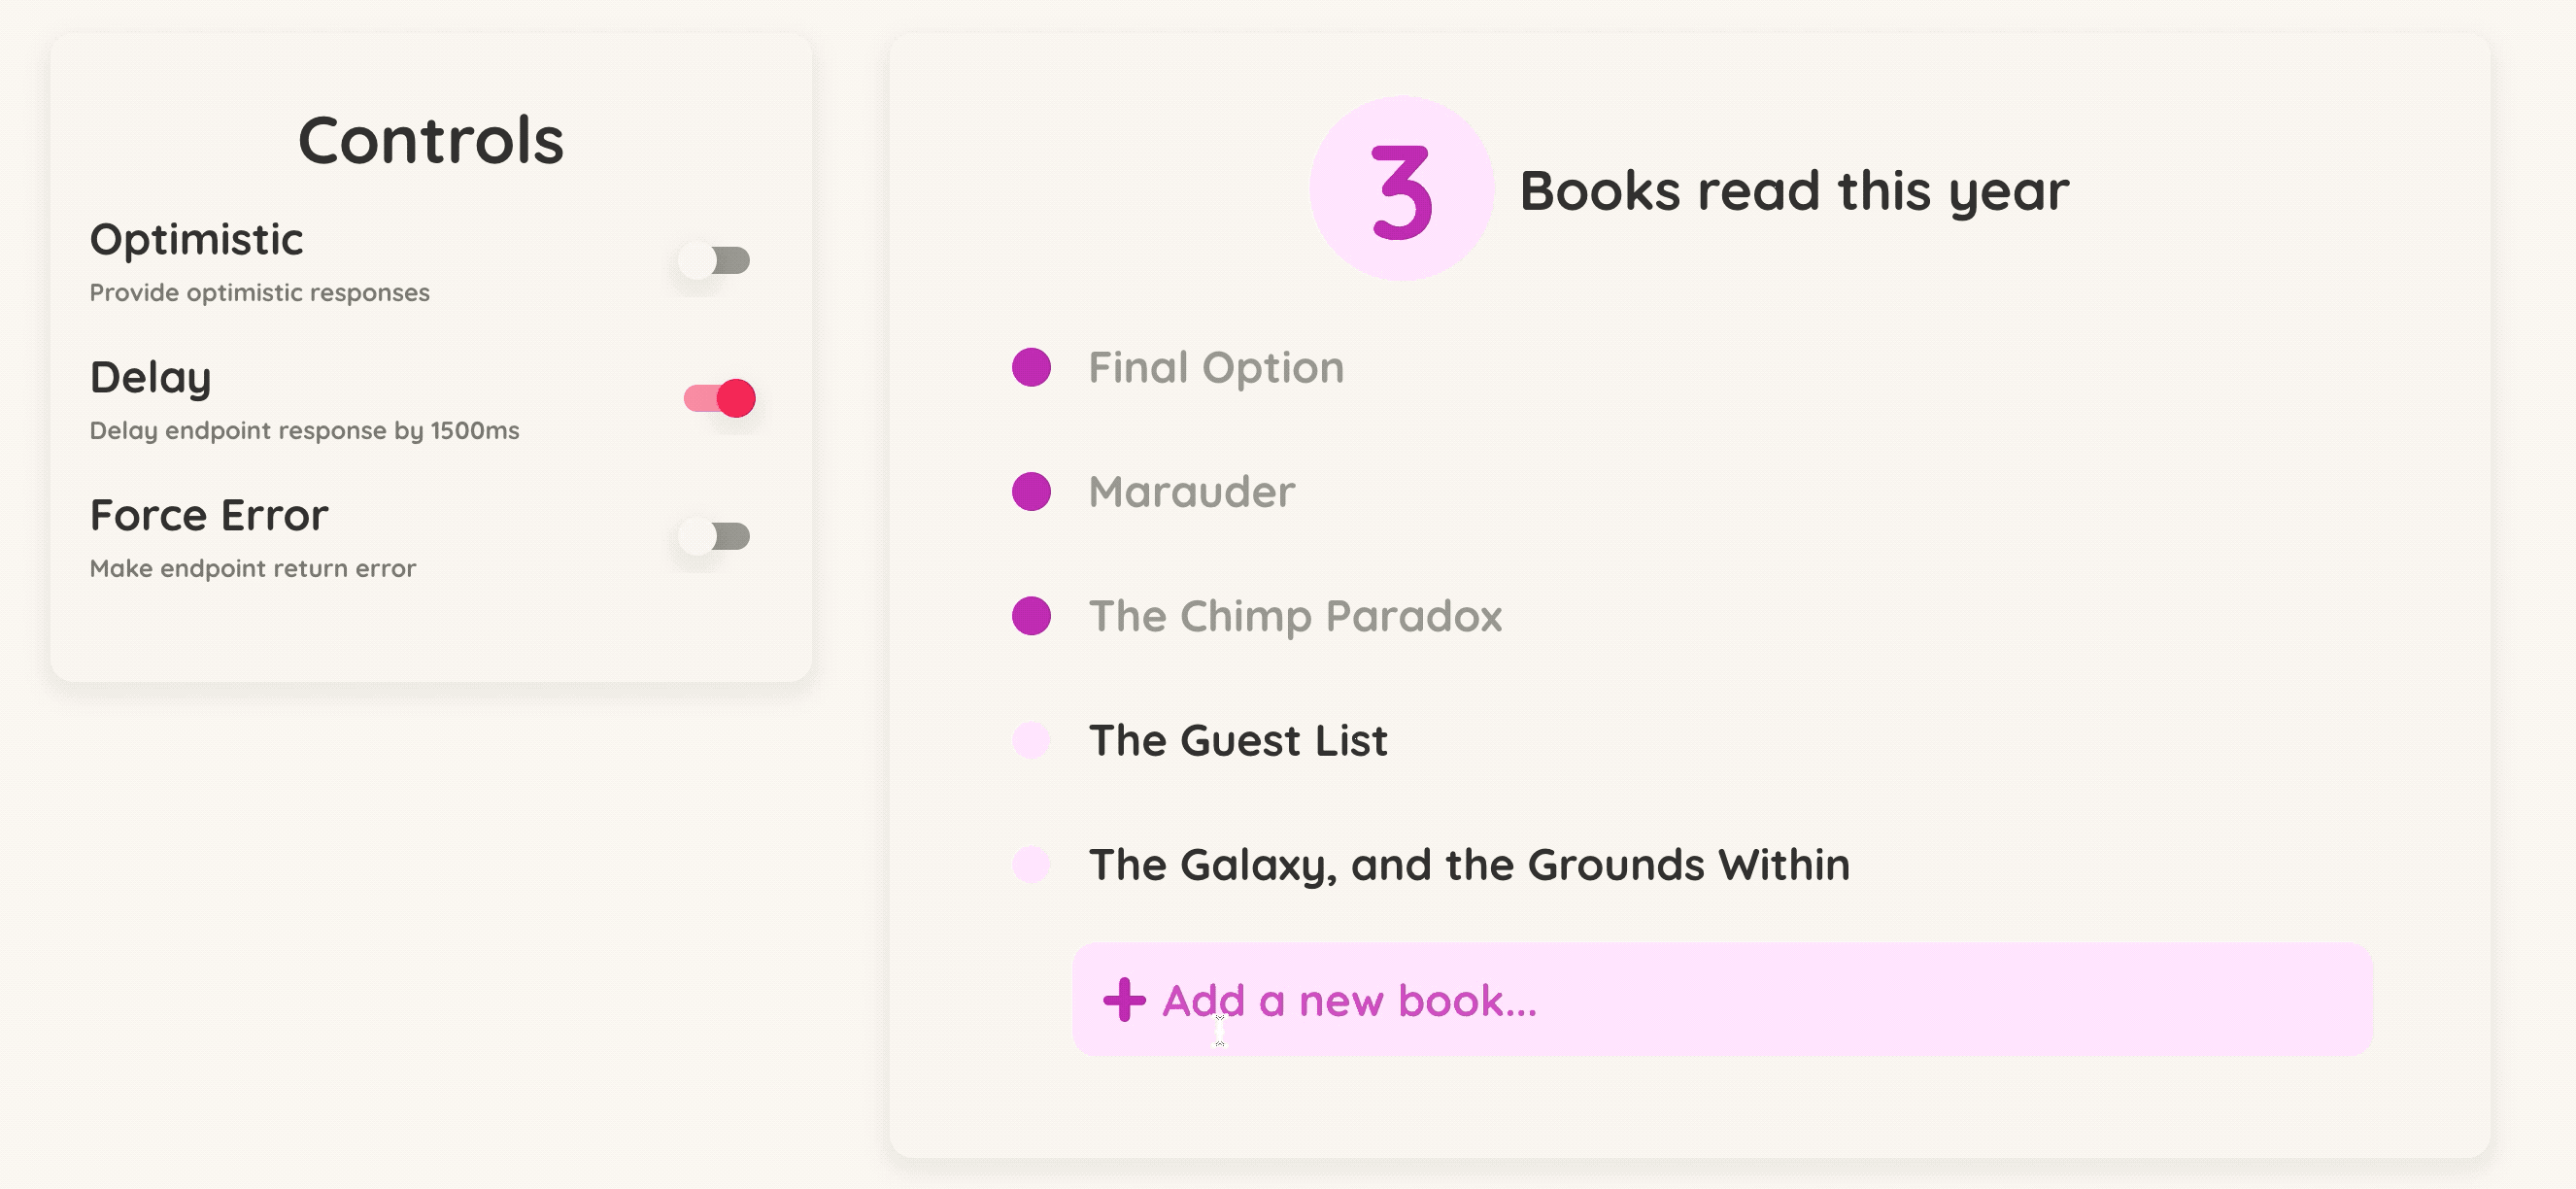 Controls
Optimistic
Provide optimistic responses
Delay
Delay endpoint response by 1500ms
Force Error
Make endpoint return error
3 Books read this year
Final Option
Marauder
The Chimp Paradox
The Guest List
The Galaxy, and the Grounds Within
Add a new book...